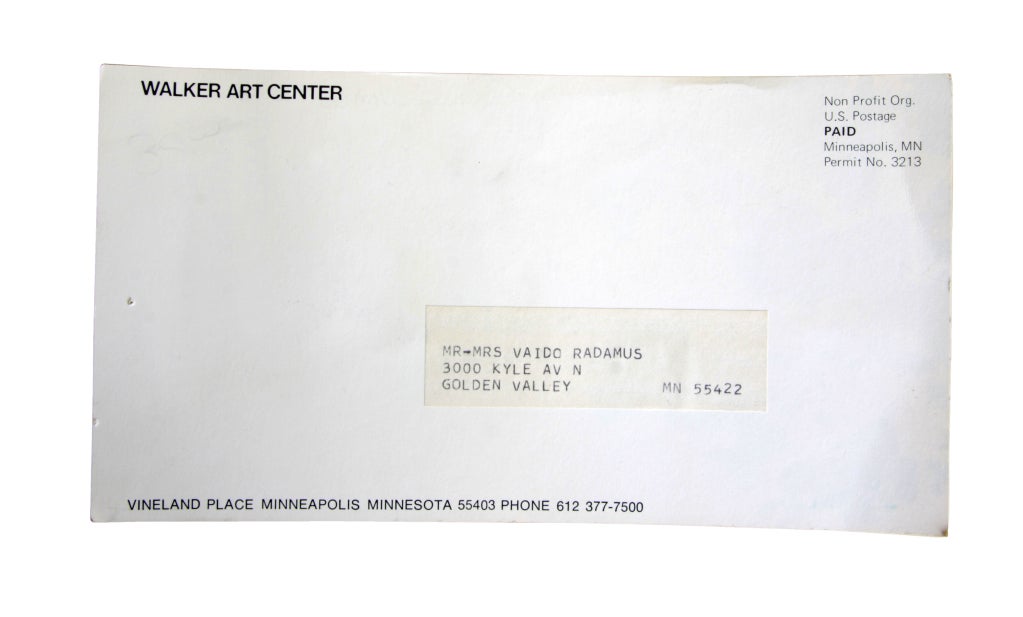 WALKER ART CENTER
Non Profit Org.
U.S. Postage
PAID
Minneapolis, MN
Permit No. 3213
MR-MRS VAIDO RADAMUS
3000 KYLE AV N
GOLDEN VALLEY MN 55422
VINELAND PLACE MINNEAPOLIS MINNESOTA 55403 PHONE 612 377-7500